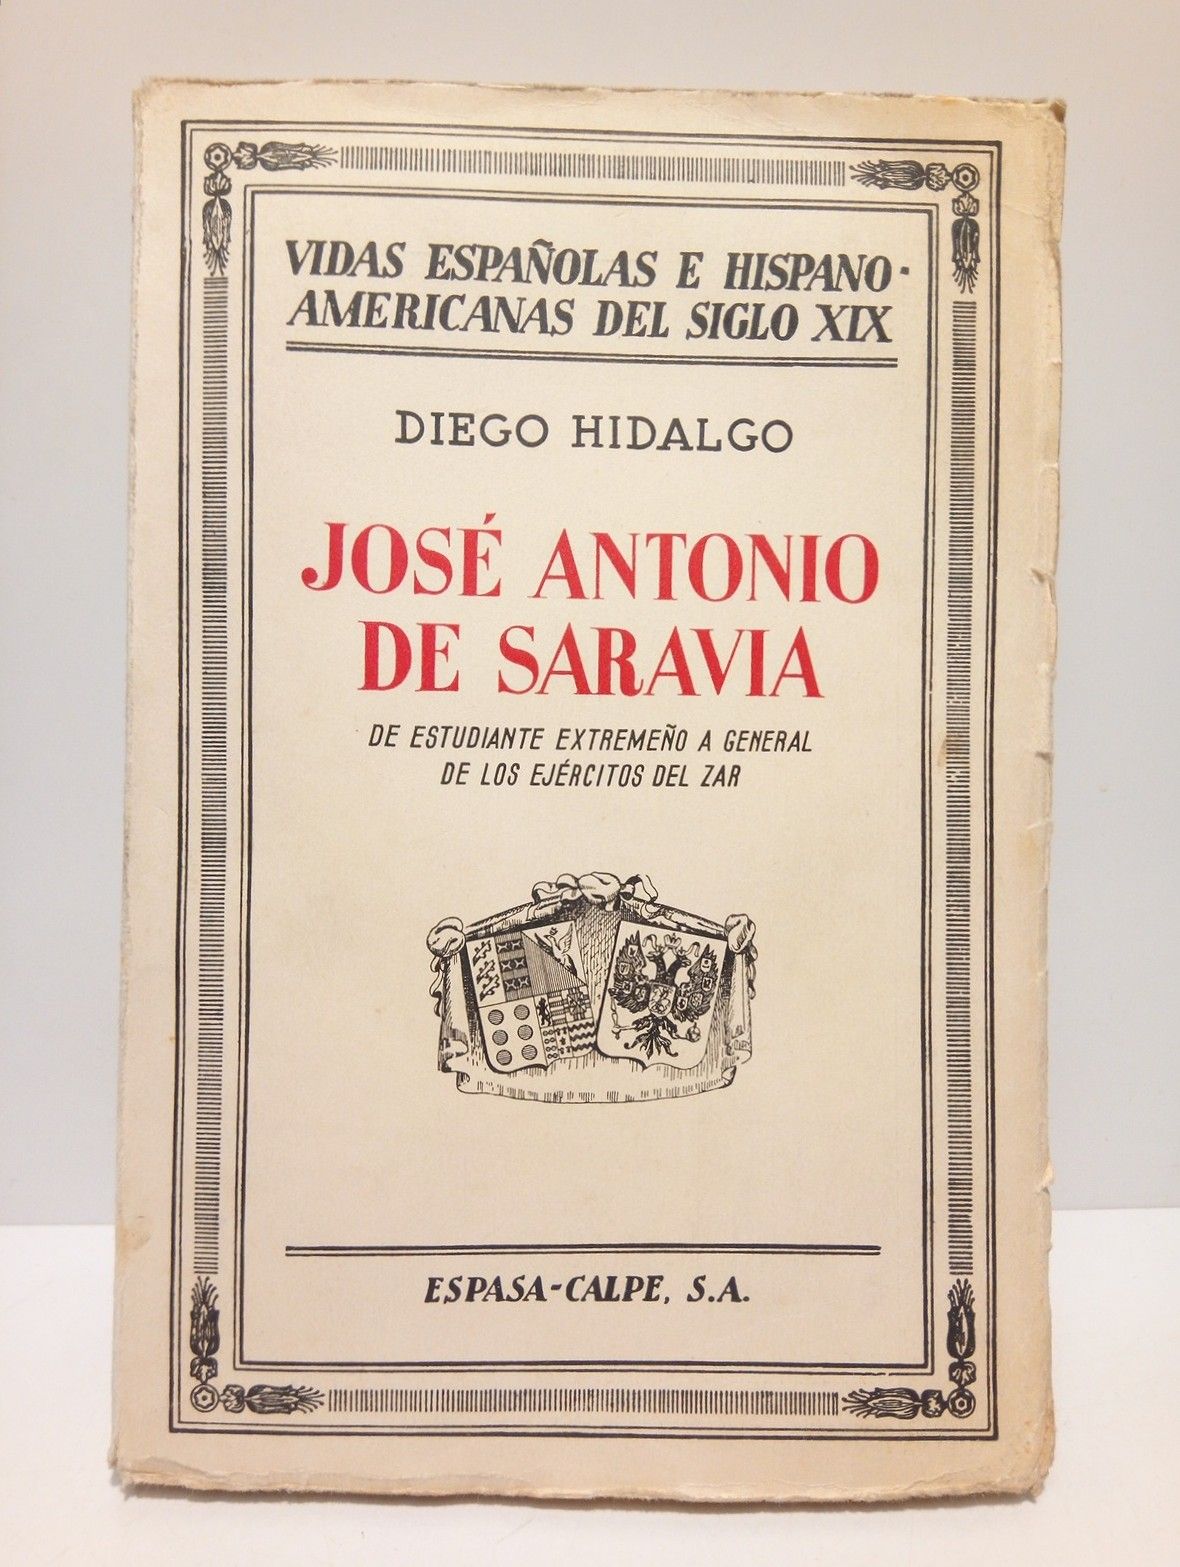 VIDAS ESPAÑOLAS E HISPANO-
AMERICANAS DEL SIGLO XIX
DIEGO HIDALGO
JOSÉ ANTONIO
DE SARAVIA
DE ESTUDIANTE EXTREMEÑO A GENERAL
DE LOS EJÉRCITOS DEL ZAR
ESPASA-CALPE, S.A.